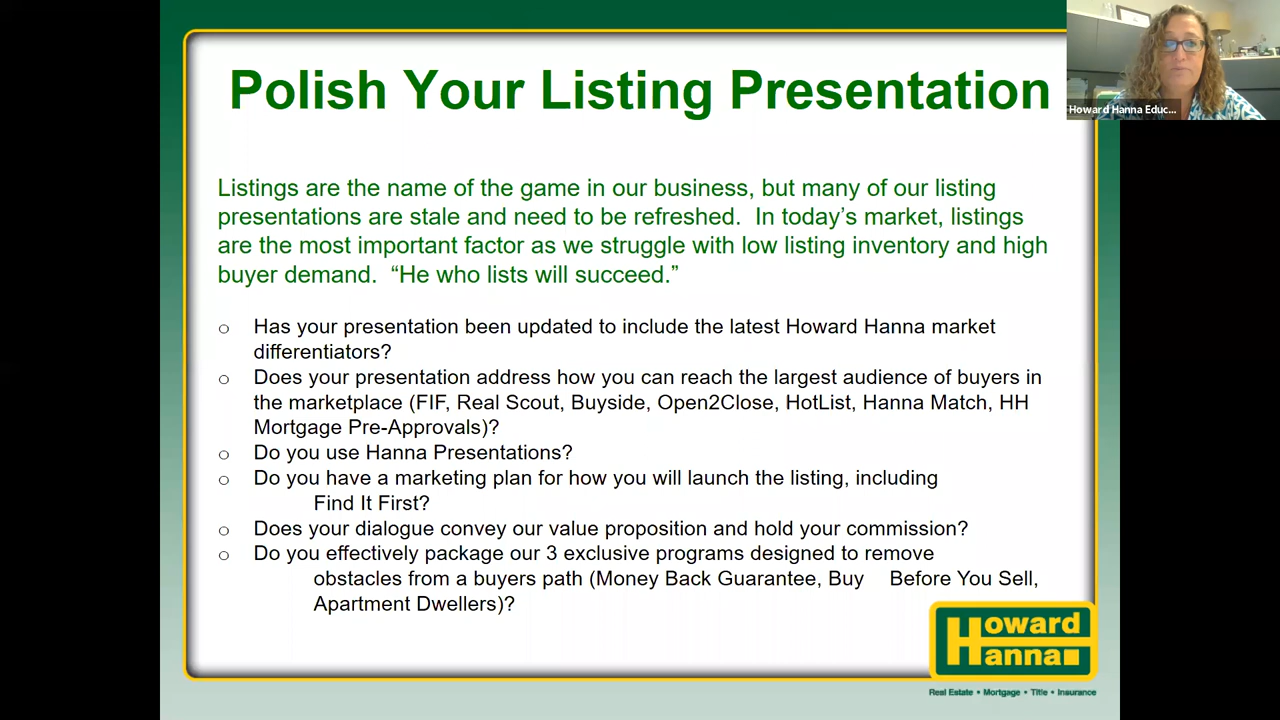 Polish Your Listing Presentation
Howard Hanna Educ...
Listings are the name of the game in our business, but many of our listing
presentations are stale and need to be refreshed.  In today’s market, listings
are the most important factor as we struggle with low listing inventory and high
buyer demand.  “He who lists will succeed.”
o Has your presentation been updated to include the latest Howard Hanna market
differentiators?
o Does your presentation address how you can reach the largest audience of buyers in
the marketplace (FIF, Real Scout, Buyside, Open2Close, HotList, Hanna Match, HH
Mortgage Pre-Approvals)?
o Do you use Hanna Presentations?
o Do you have a marketing plan for how you will launch the listing, including
Find It First?
o Does your dialogue convey our value proposition and hold your commission?
o Do you effectively package our 3 exclusive programs designed to remove
obstacles from a buyers path (Money Back Guarantee, Buy    Before You Sell,
Apartment Dwellers)?
Howard
Hanna
Real Estate • Mortgage • Title • Insurance